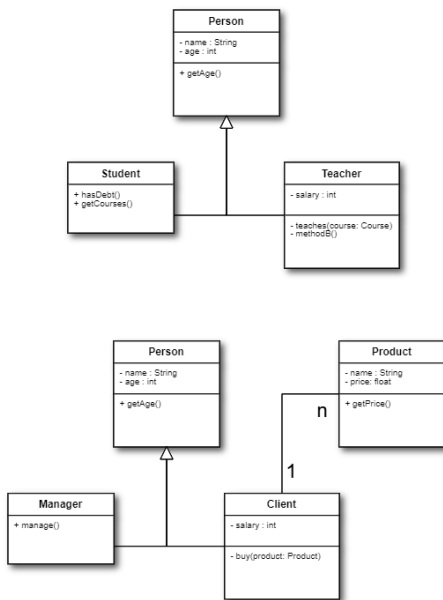 Person
- name : String
- age : int
+ getAge()
Student
+ hasDebt()
+ getCourses()
Teacher
- salary : int
- teaches(course: Course)
- methodB()
Person
- name : String
- age : int
+ getAge()
Product
- name : String
- price: float
+ getPrice()
n
1
Manager
+ manage()
Client
- salary : int
- buy(product: Product)